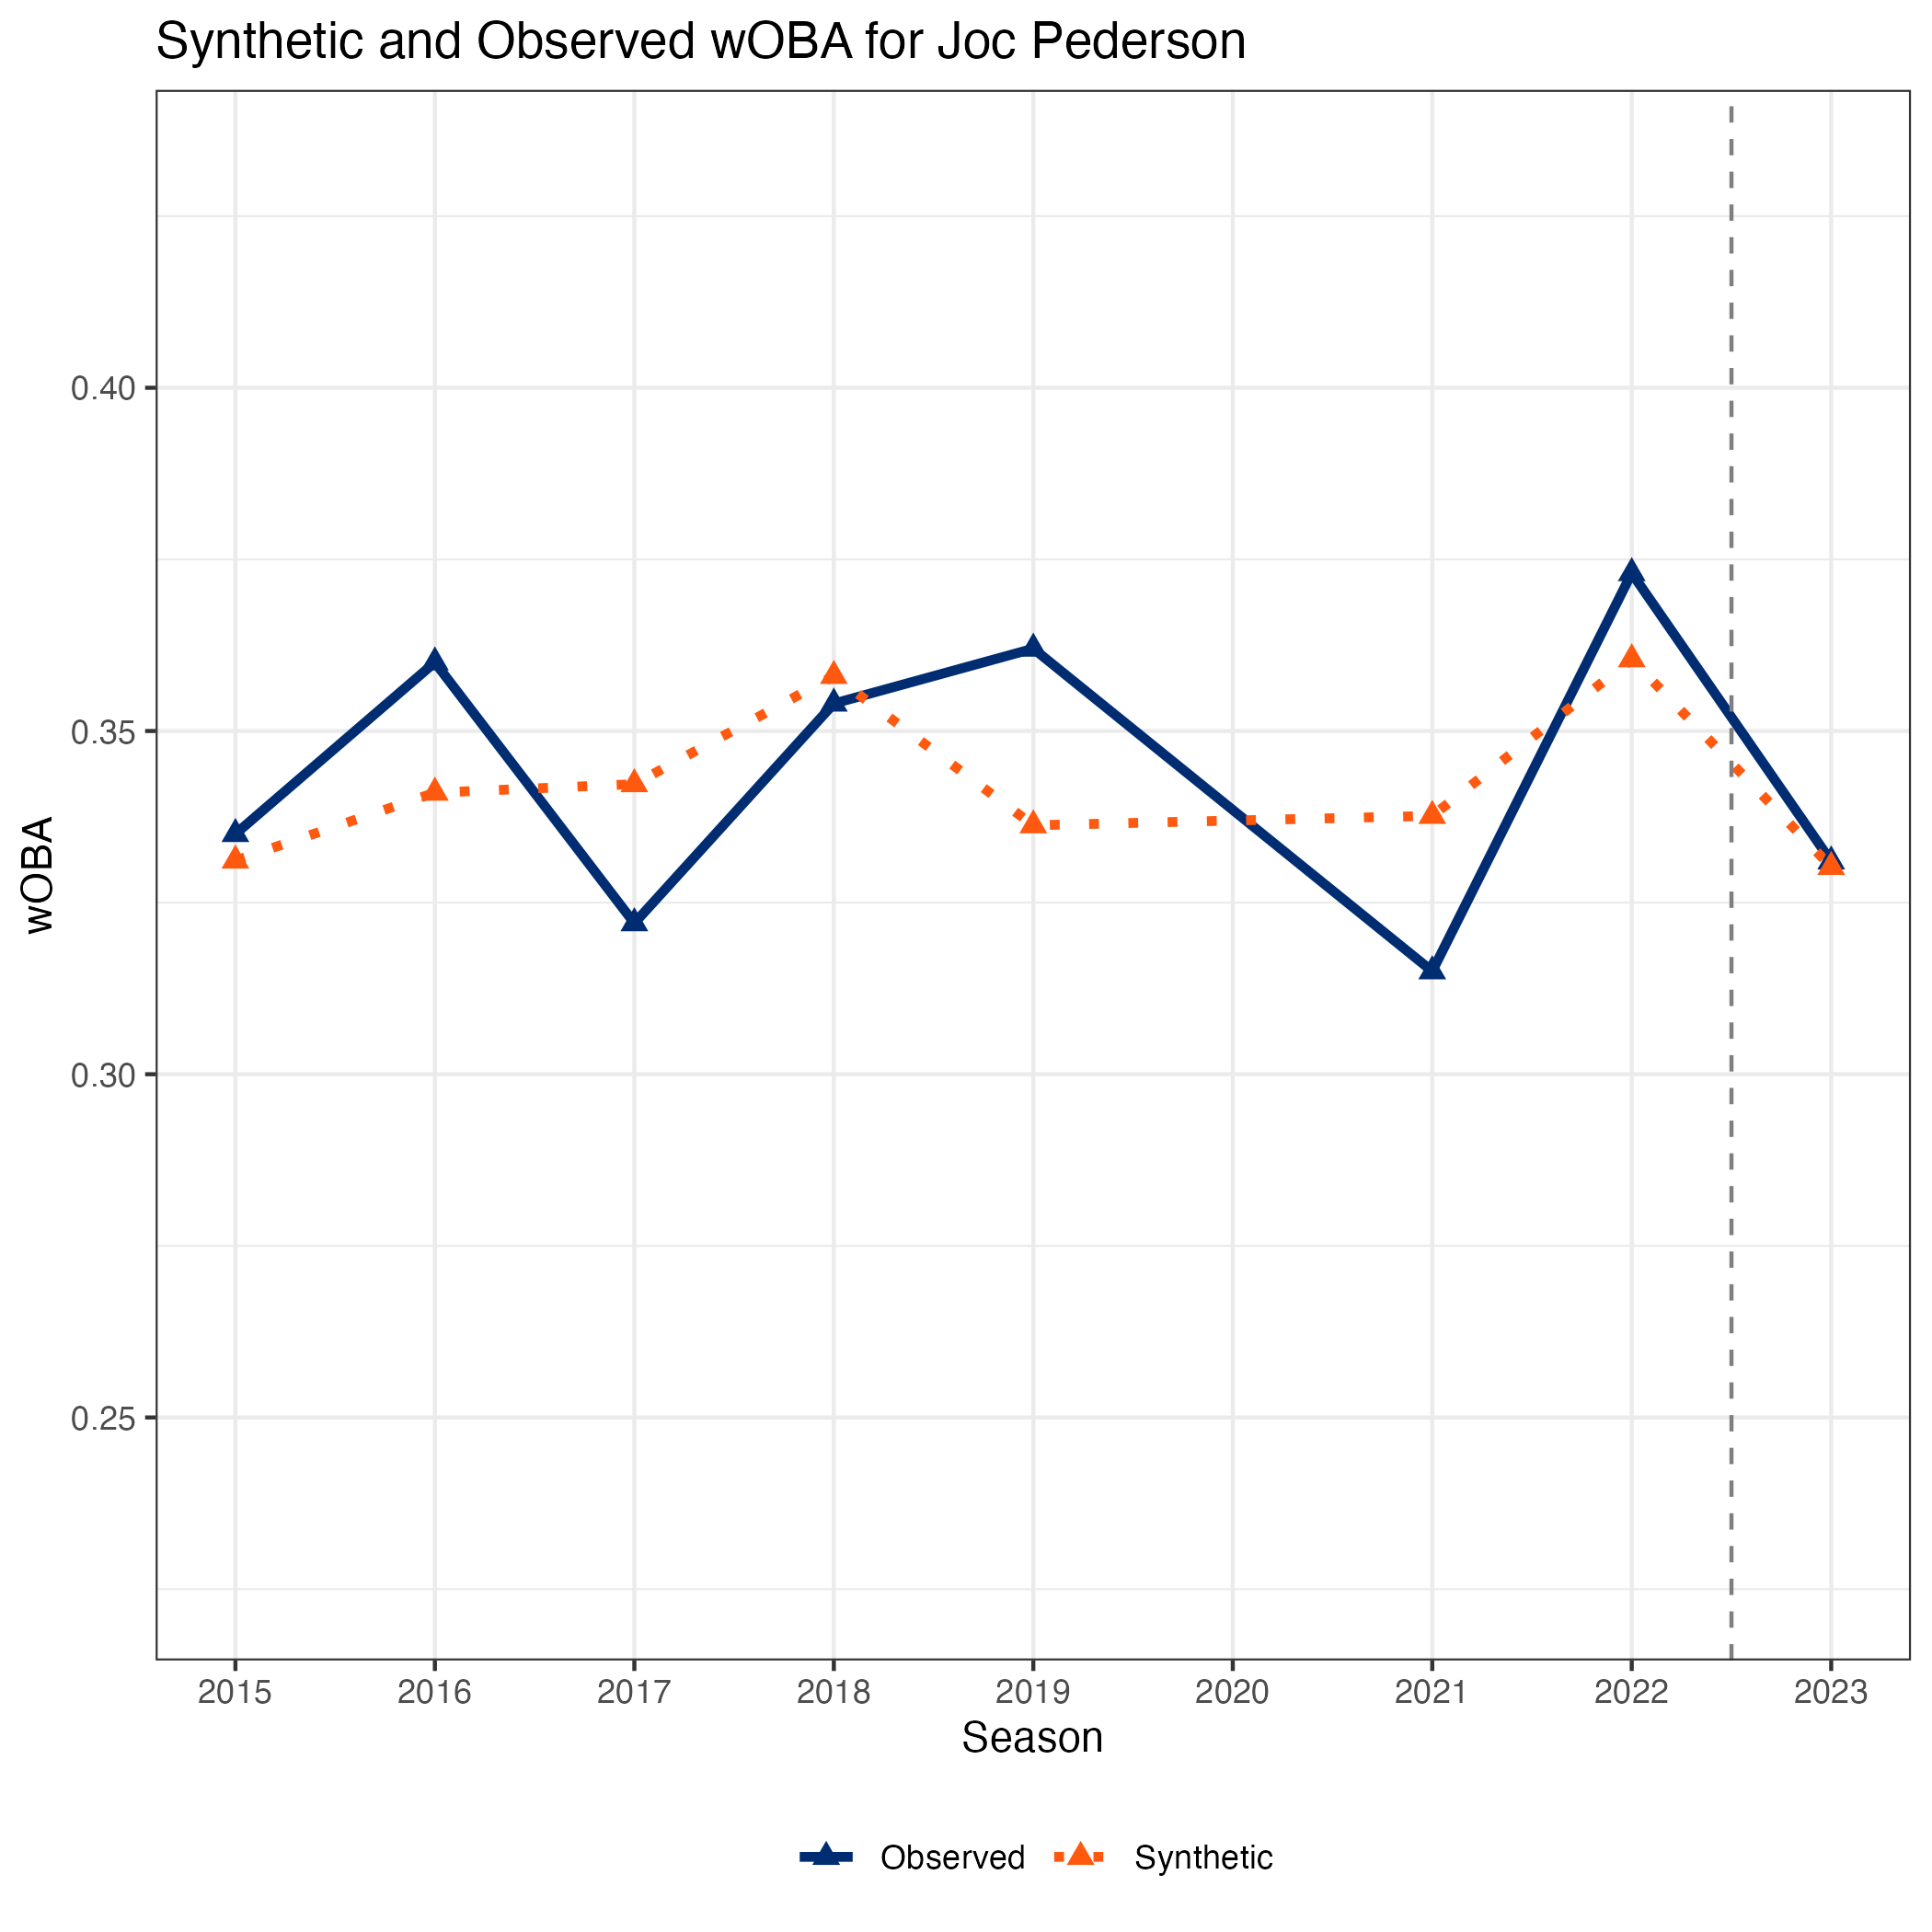 Synthetic and Observed wOBA for Joc Pederson
wOBA
0.40
0.35
0.30
0.25
2015 2016 2017 2018 2019 2020 2021 2022 2023
Season
Observed Synthetic